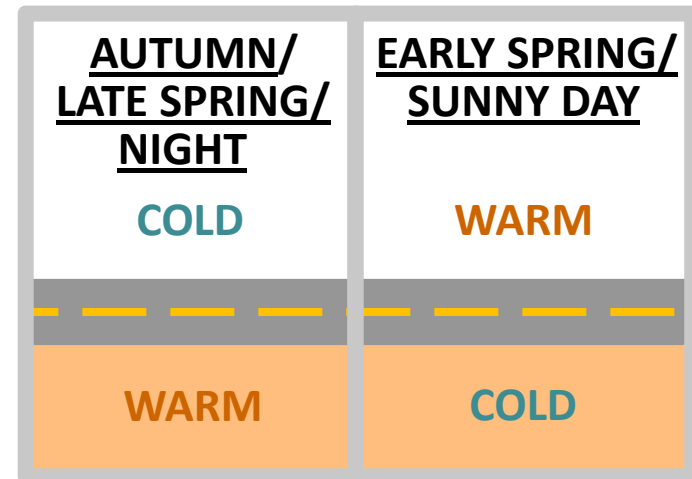 AUTUMN/
LATE SPRING/
NIGHT
COLD
WARM
EARLY SPRING/
SUNNY DAY
WARM
COLD